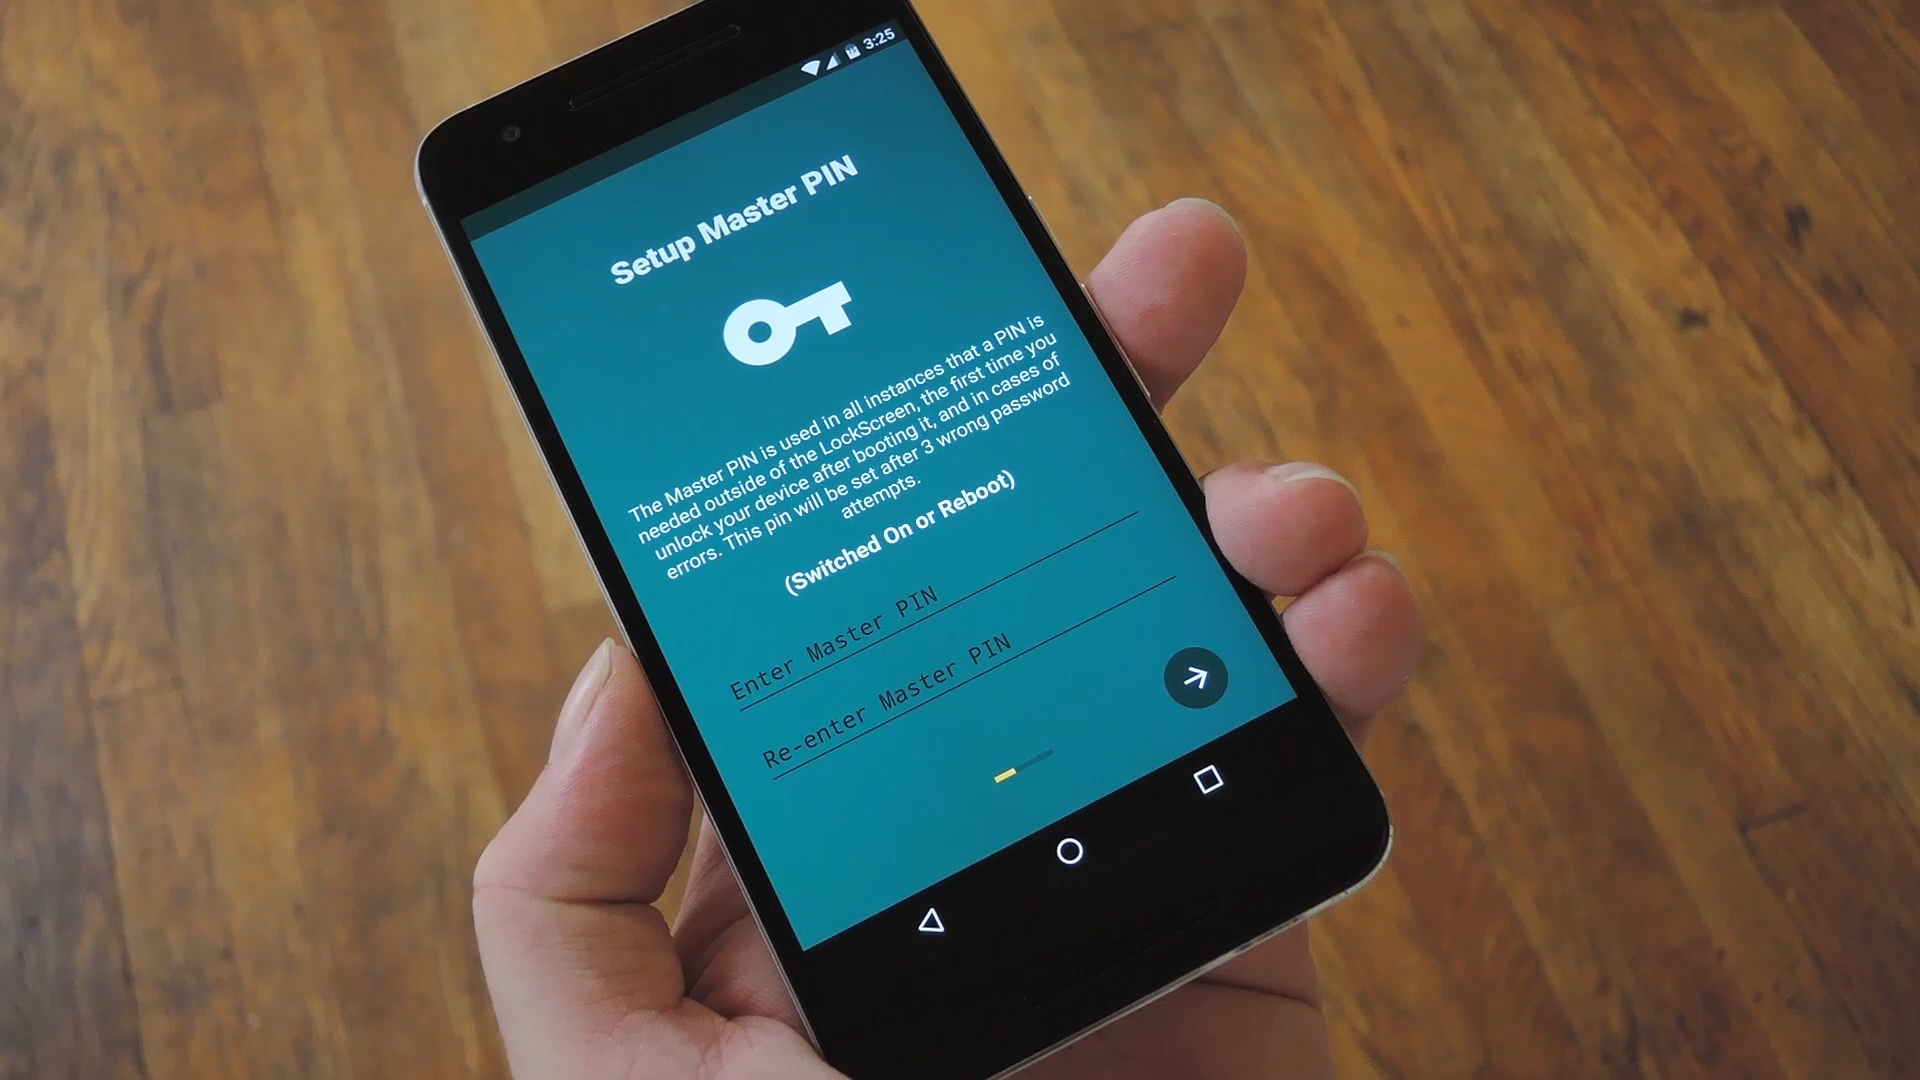 3:25
Setup Master PIN
The Master PIN is used in all instances that a PIN is
needed outside of the LockScreen, the first time you
unlock your device after booting it, and in cases of
errors. This pin will be set after 3 wrong password
attempts.
(Switched On or Reboot)
Enter Master PIN
Re-enter Master PIN